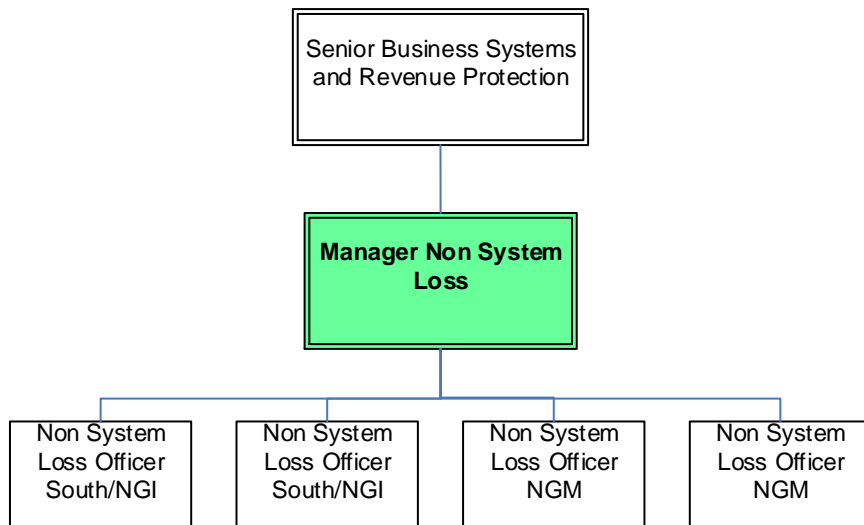 Senior Business Systems
and Revenue Protection
Manager Non System
Loss
Non System
Loss Officer
South/NGI
Non System
Loss Officer
South/NGI
Non System
Loss Officer
NGM
Non System
Loss Officer
NGM